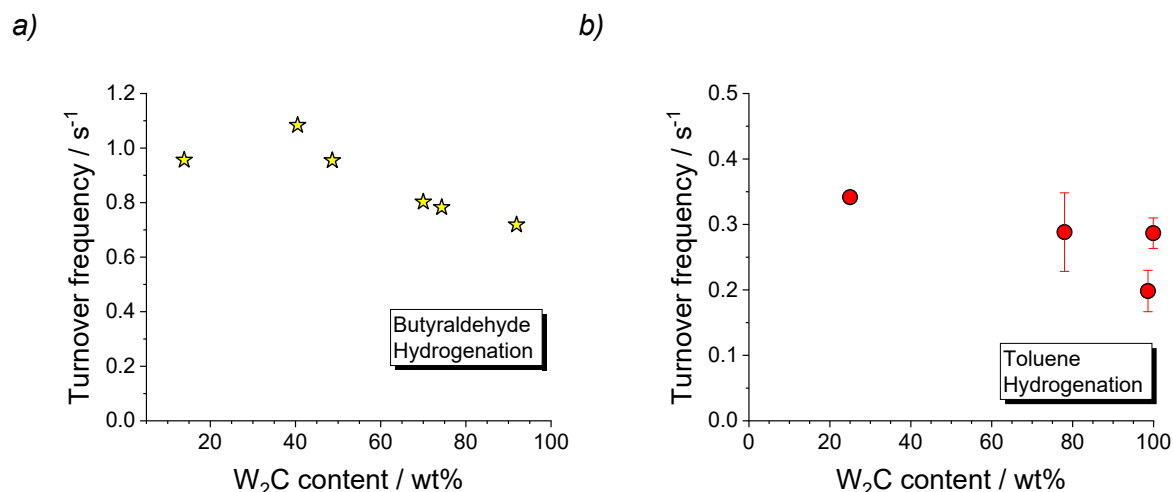 a)
Turnover frequency / s⁻¹
1.2
1.0
0.8
0.6
0.4
0.2
0.0
20
40
60
80
100
W₂C content / wt%
Butyraldehyde
Hydrogenation
b)
Turnover frequency / s⁻¹
0.5
0.4
0.3
0.2
0.1
0.0
0
20
40
60
80
100
W₂C content / wt%
Toluene
Hydrogenation